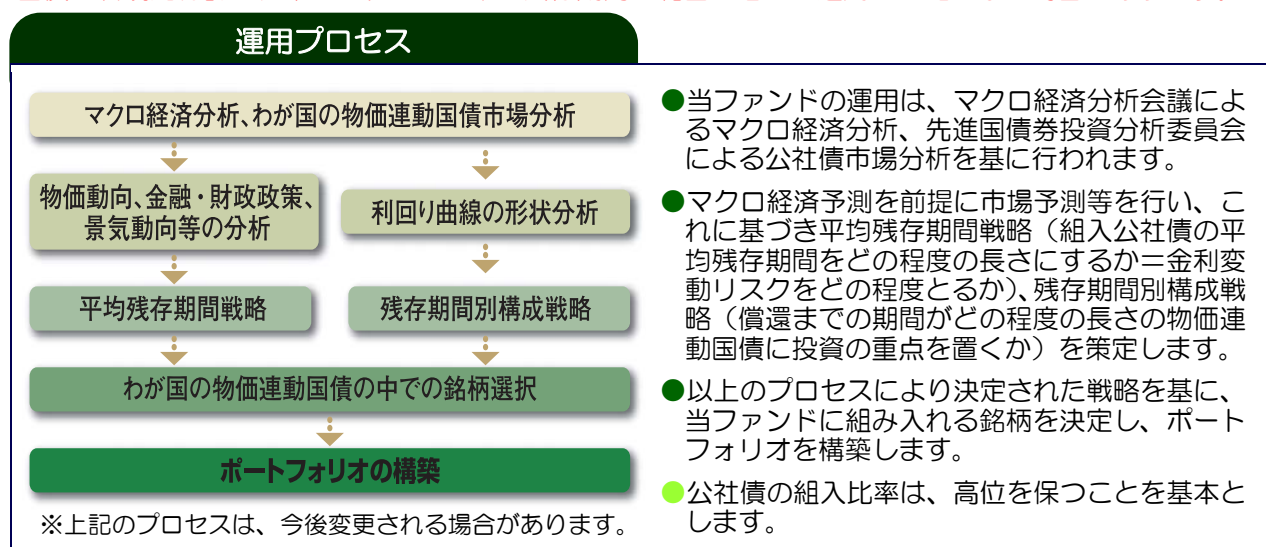 運用プロセス
マクロ経済分析、わが国の物価連動国債市場分析
物価動向、金融・財政政策、
景気動向等の分析
利回り曲線の形状分析
平均残存期間戦略
残存期間別構成戦略
わが国の物価連動国債の中での銘柄選択
ポートフォリオの構築
※上記のプロセスは、今後変更される場合があります。
●当ファンドの運用は、マクロ経済分析会議によ
るマクロ経済分析、先進国債券投資分析委員会
による公社債市場分析を基に行われます。
●マクロ経済予測を前提に市場予測等を行い、こ
れに基づき平均残存期間戦略（組入公社債の平
均残存期間をどの程度の長さにするか＝金利変
動リスクをどの程度とるか）、残存期間別構成戦
略（償還までの期間がどの程度の長さの物価連
動国債に投資の重点を置くか）を策定します。
●以上のプロセスにより決定された戦略を基に、
当ファンドに組み入れる銘柄を決定し、ポート
フォリオを構築します。
●公社債の組入比率は、高位を保つことを基本と
します。